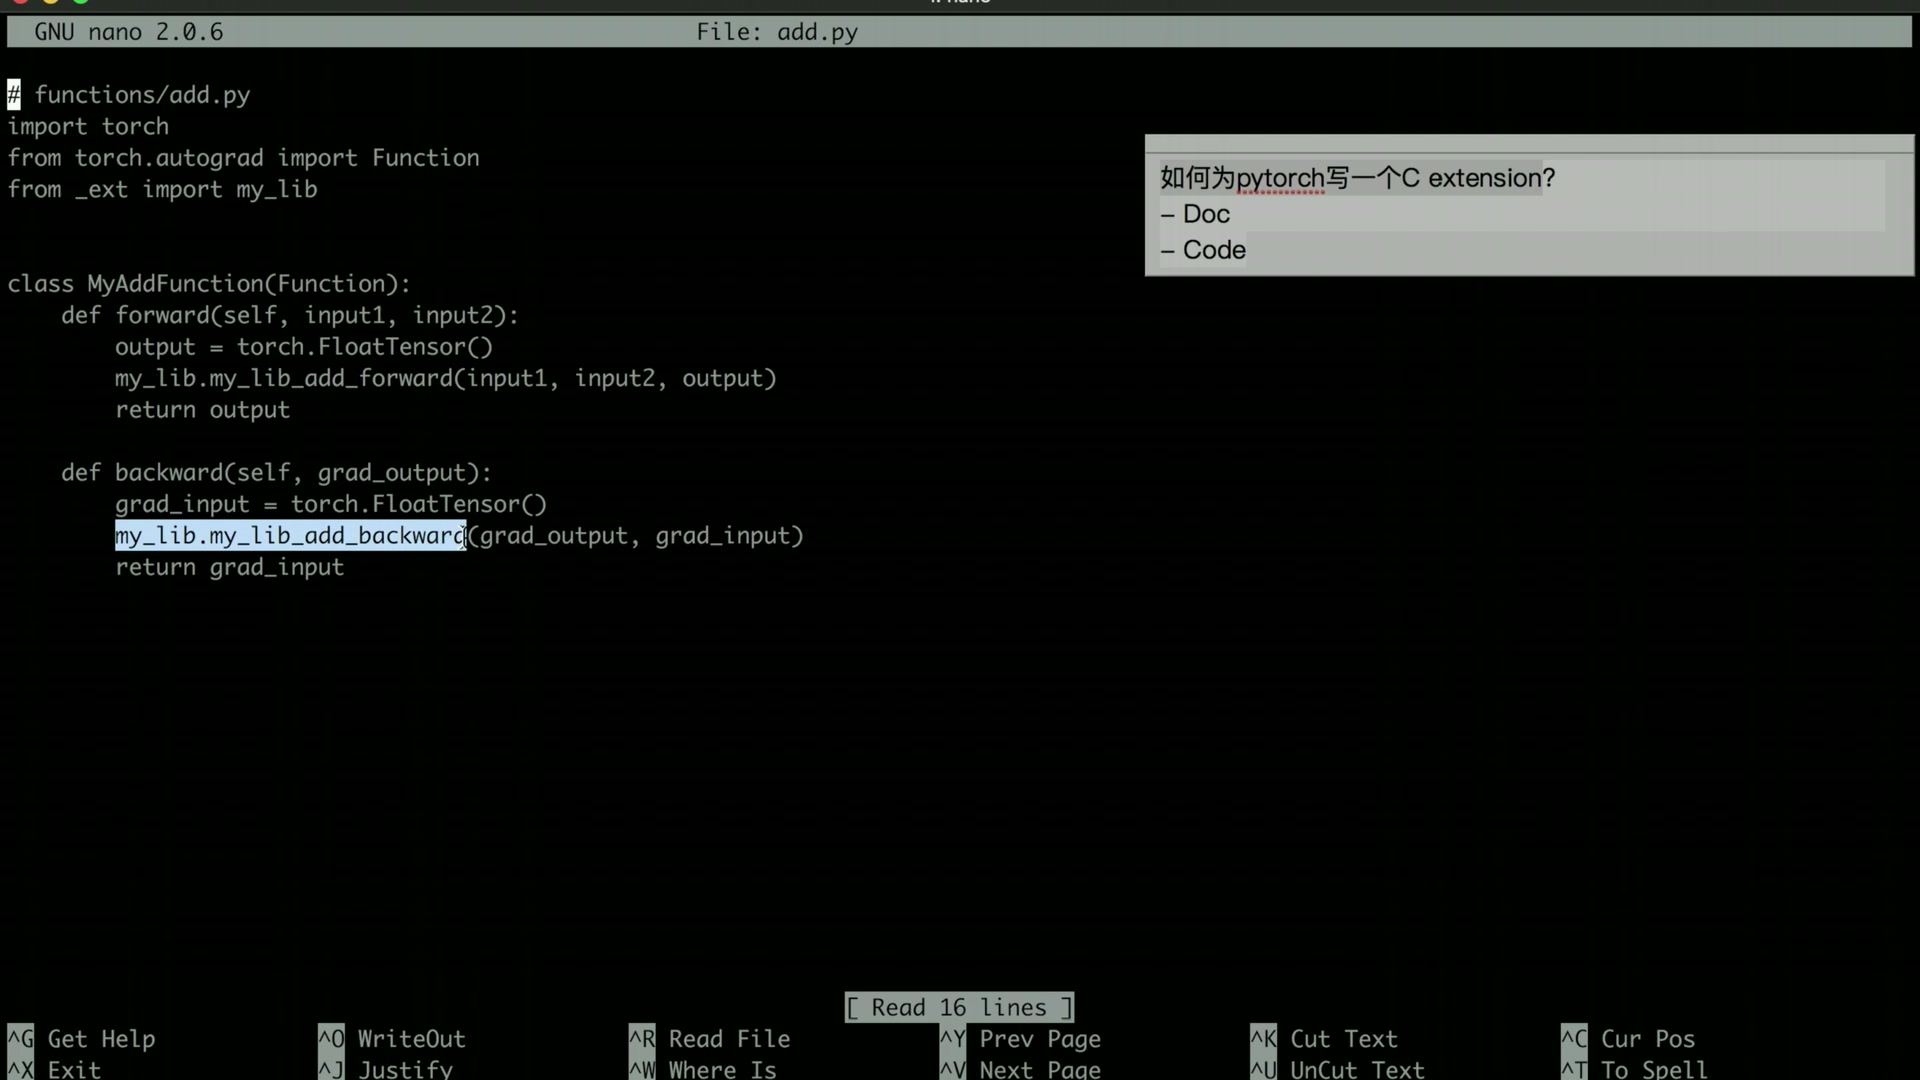 GNU nano 2.0.6 File: add.py
# functions/add.py
import torch
from torch.autograd import Function
from _ext import my_lib
class MyAddFunction(Function):
    def forward(self, input1, input2):
        output = torch.FloatTensor()
        my_lib.my_lib_add_forward(input1, input2, output)
        return output
    def backward(self, grad_output):
        grad_input = torch.FloatTensor()
        my_lib.my_lib_add_backward(grad_output, grad_input)
        return grad_input
如何为pytorch写一个C extension?
– Doc
– Code
[ Read 16 lines ]
^G Get Help ^O WriteOut ^R Read File ^Y Prev Page ^K Cut Text ^C Cur Pos
^X Exit ^J Justify ^W Where Is ^V Next Page ^U UnCut Text ^T To Spell